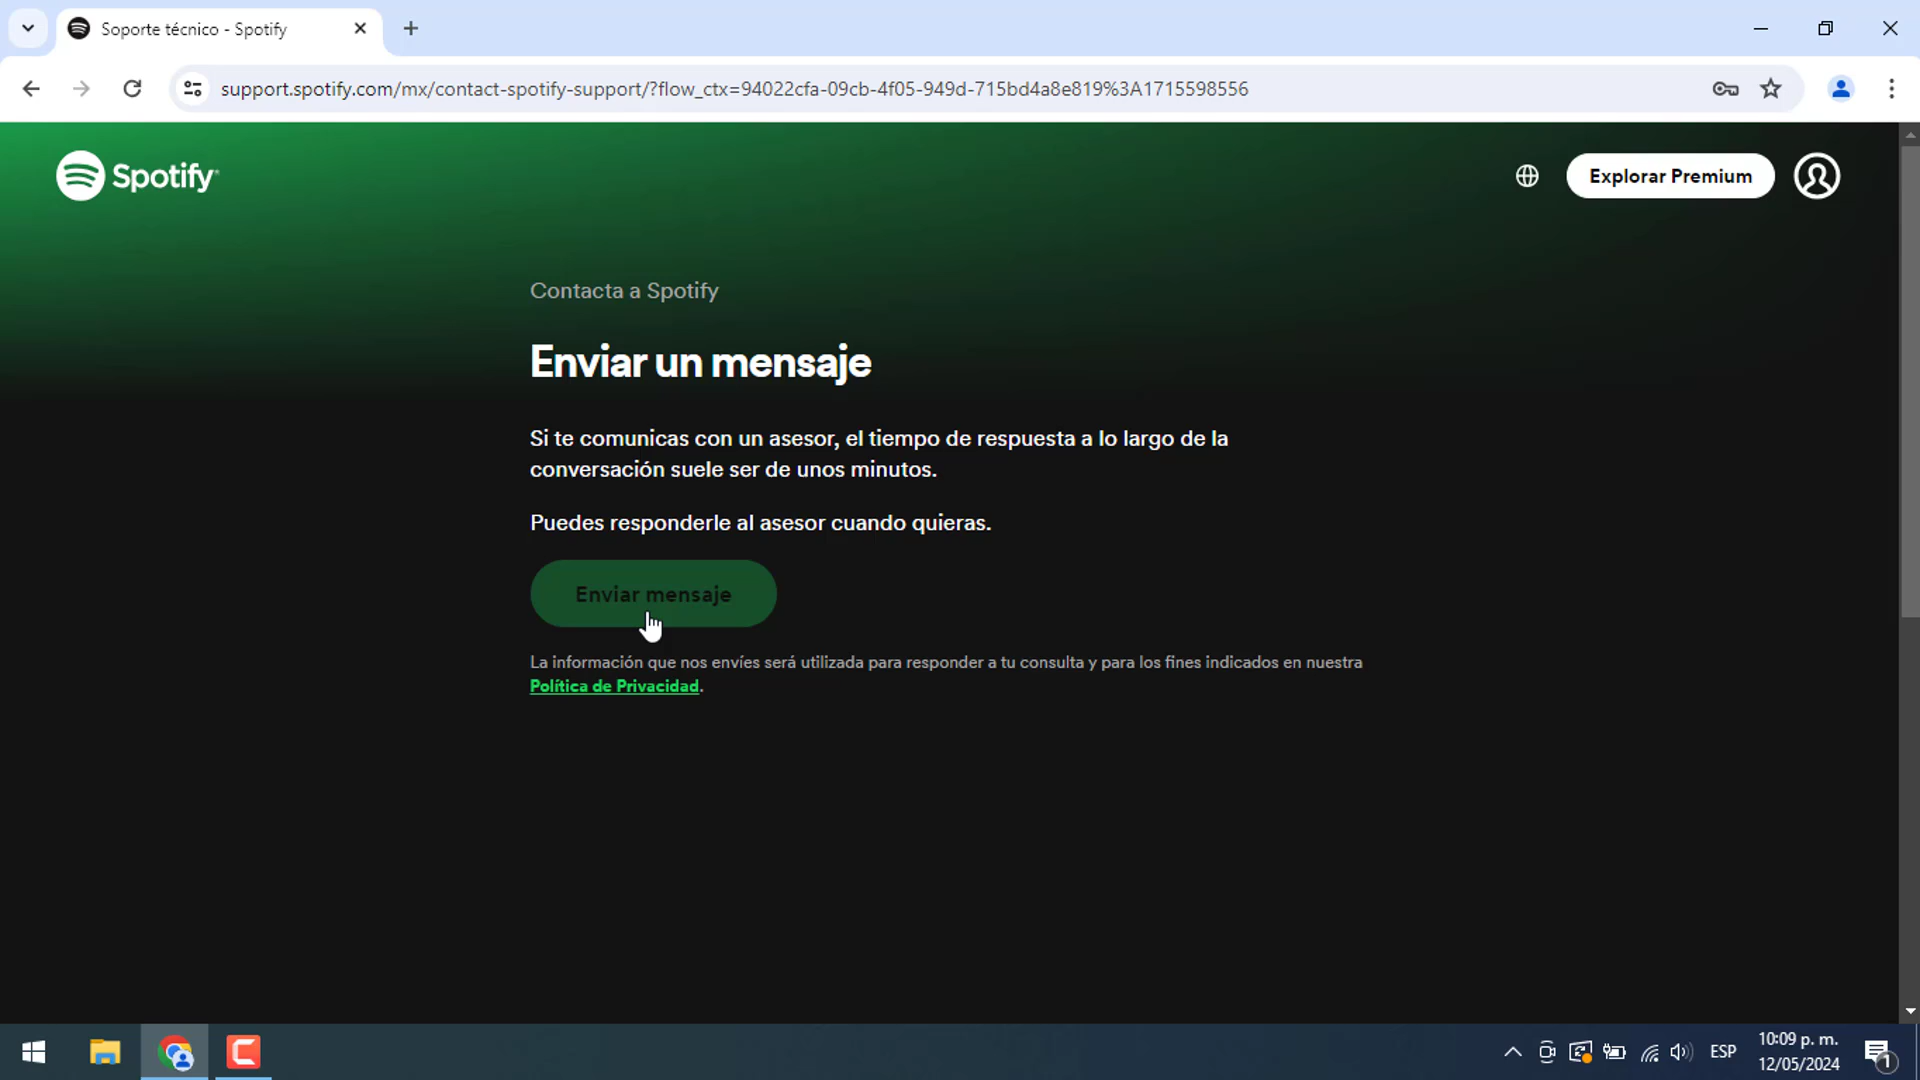 Soporte técnico - Spotify
support.spotify.com/mx/contact-spotify-support/?flow_ctx=94022cfa-09cb-4f05-949d-715bd4a8e819%3A1715598556
Spotify
Explorar Premium
Contacta a Spotify
Enviar un mensaje
Si te comunicas con un asesor, el tiempo de respuesta a lo largo de la
conversación suele ser de unos minutos.
Puedes responderle al asesor cuando quieras.
Enviar mensaje
La información que nos envíes será utilizada para responder a tu consulta y para los fines indicados en nuestra
Política de Privacidad.
ESP
10:09 p. m.
12/05/2024
1